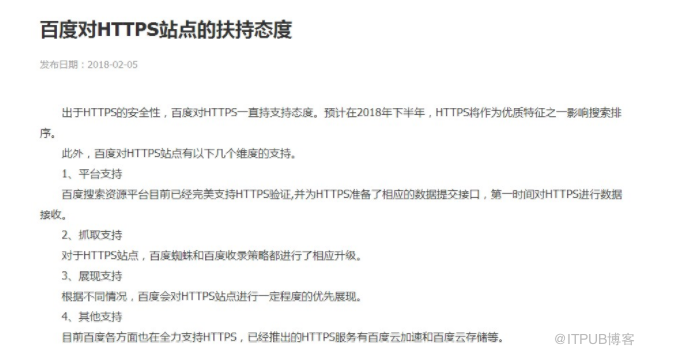 百度对HTTPS站点的扶持态度
发布日期：2018-02-05
出于HTTPS的安全性，百度对HTTPS一直持支持态度。预计在2018年下半年，HTTPS将作为优质特征之一影响搜索排
序。
此外，百度对HTTPS站点有以下几个维度的支持。
1、平台支持
百度搜索资源平台目前已经完美支持HTTPS验证,并为HTTPS准备了相应的数据提交接口，第一时间对HTTPS进行数据
接收。
2、抓取支持
对于HTTPS站点，百度蜘蛛和百度收录策略都进行了相应升级。
3、展现支持
根据不同情况，百度会对HTTPS站点进行一定程度的优先展现。
4、其他支持
目前百度各方面也在全力支持HTTPS，已经推出的HTTPS服务有百度云加速和百度云存储等。
@ITPUB博客